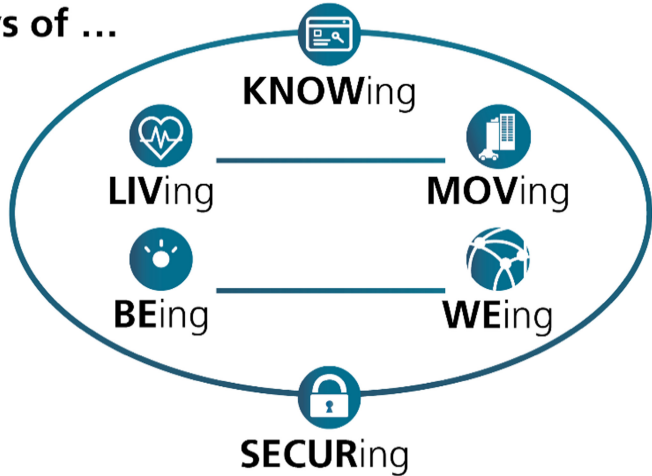 of ...
KNOWing
LIVing
MOVing
BEing
WEing
SECURing